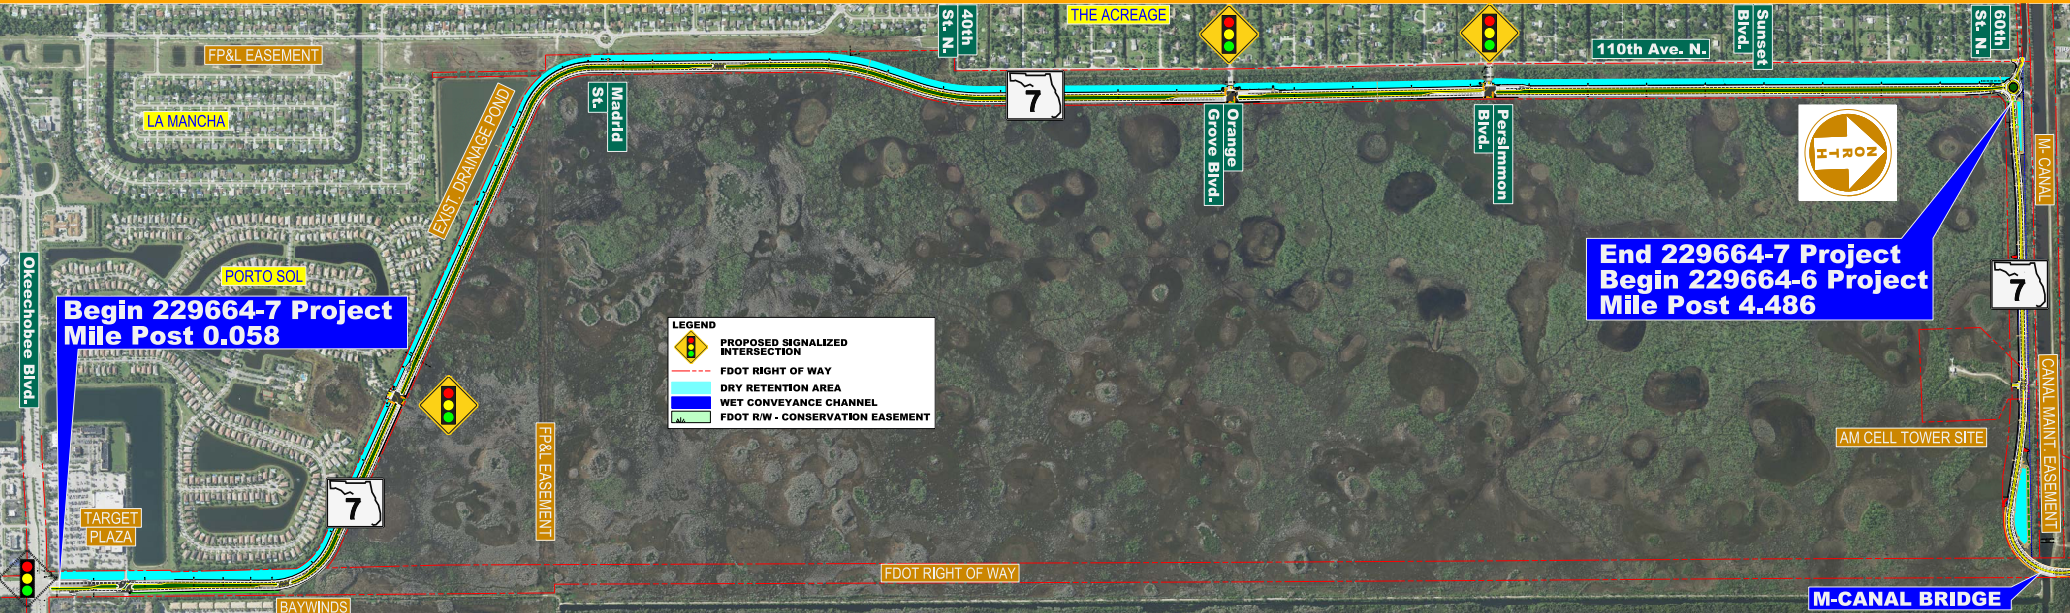 FP&L EASEMENT
LA MANCHA
PORTO SOL
Okeechobee Blvd.
Begin 229664-7 Project
Mile Post 0.058
TARGET
PLAZA
BAYWINDS
7
EXIST. DRAINAGE POND
FP&L EASEMENT
Madrid
St.
40th
St. N.
THE ACREAGE
7
Orange
Grove Blvd.
Persimmon
Blvd.
110th Ave. N.
Sunset
Blvd.
60th
St. N.
NORTH
M- CANAL
End 229664-7 Project
Begin 229664-6 Project
Mile Post 4.486
7
LEGEND
PROPOSED SIGNALIZED
INTERSECTION
FDOT RIGHT OF WAY
DRY RETENTION AREA
WET CONVEYANCE CHANNEL
FDOT R/W - CONSERVATION EASEMENT
AM CELL TOWER SITE
CANAL MAINT. EASEMENT
FDOT RIGHT OF WAY
M-CANAL BRIDGE